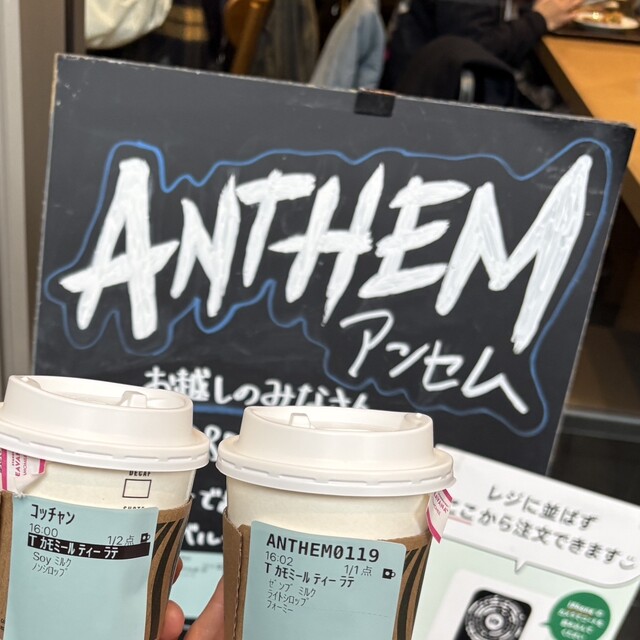 ANTHEM
アンセム
お越しのみなさん
&
DECAF
コッチャン
16:00
1/2点
T カモミール ティー ラテ
Soy ミルク
ノンシロップ
ANTHEM0119
16:02
1/1点
T カモミール ティー ラテ
ゼンブ ミルク
ライトシロップ
フォーミー
レジに並ばず
ここから注文できます